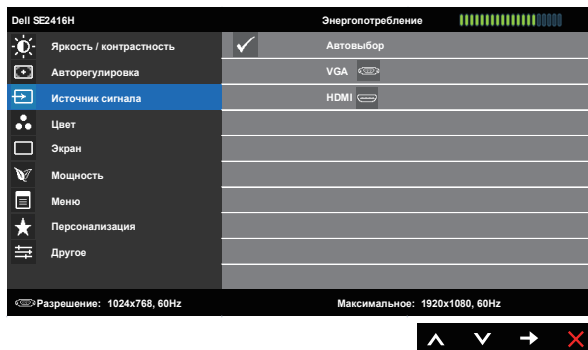 Dell SE2416H Энергопотребление
Яркость / контрастность Автовыбор
Авторегулировка VGA
Источник сигнала HDMI
Цвет
Экран
Мощность
Меню
Персонализация
Другое
Разрешение: 1024x768, 60Hz Максимальное: 1920x1080, 60Hz